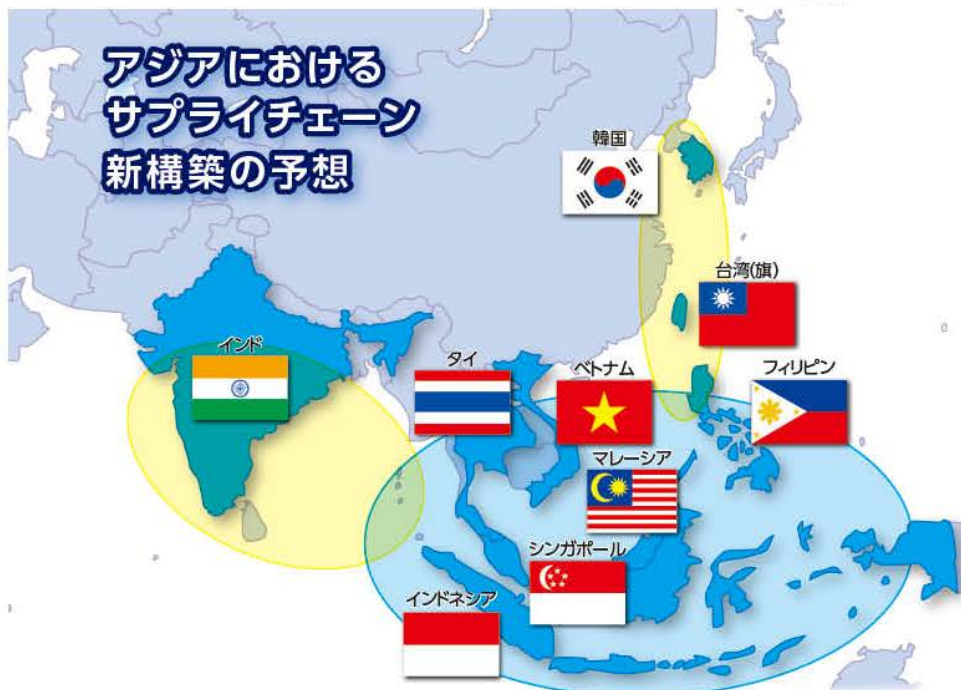 アジアにおける
サプライチェーン
新構築の予想
韓国
台湾(旗)
インド
タイ
ベトナム
フィリピン
マレーシア
シンガポール
インドネシア